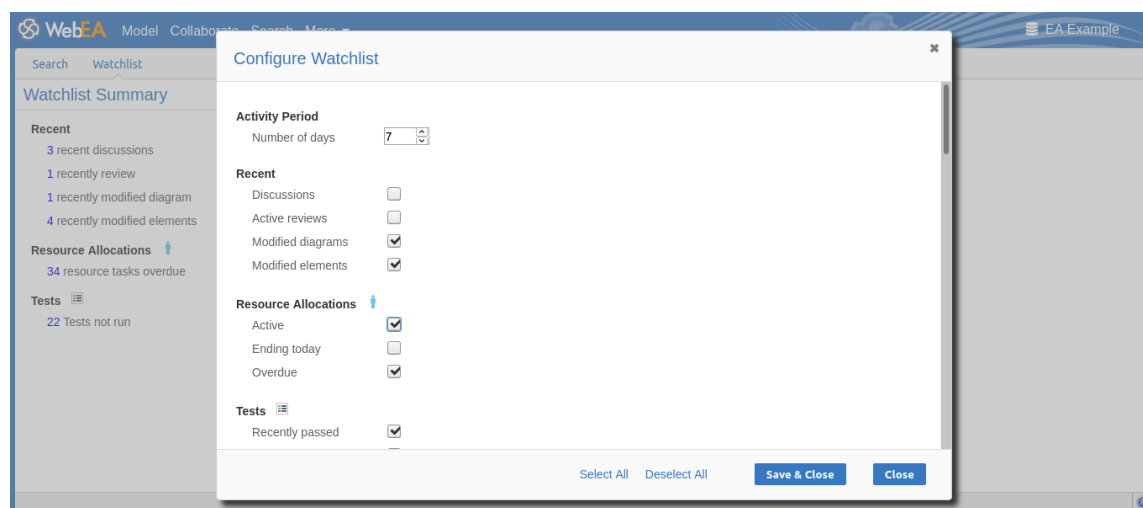 WebEA Model Collaborate Search More EA Example
Search Watchlist
Watchlist Summary
Recent
3 recent discussions
1 recently review
1 recently modified diagram
4 recently modified elements
Resource Allocations
34 resource tasks overdue
Tests
22 Tests not run
Configure Watchlist
Activity Period
Number of days 7
Recent
Discussions
Active reviews
Modified diagrams
Modified elements
Resource Allocations
Active
Ending today
Overdue
Tests
Recently passed
Select All Deselect All Save & Close Close